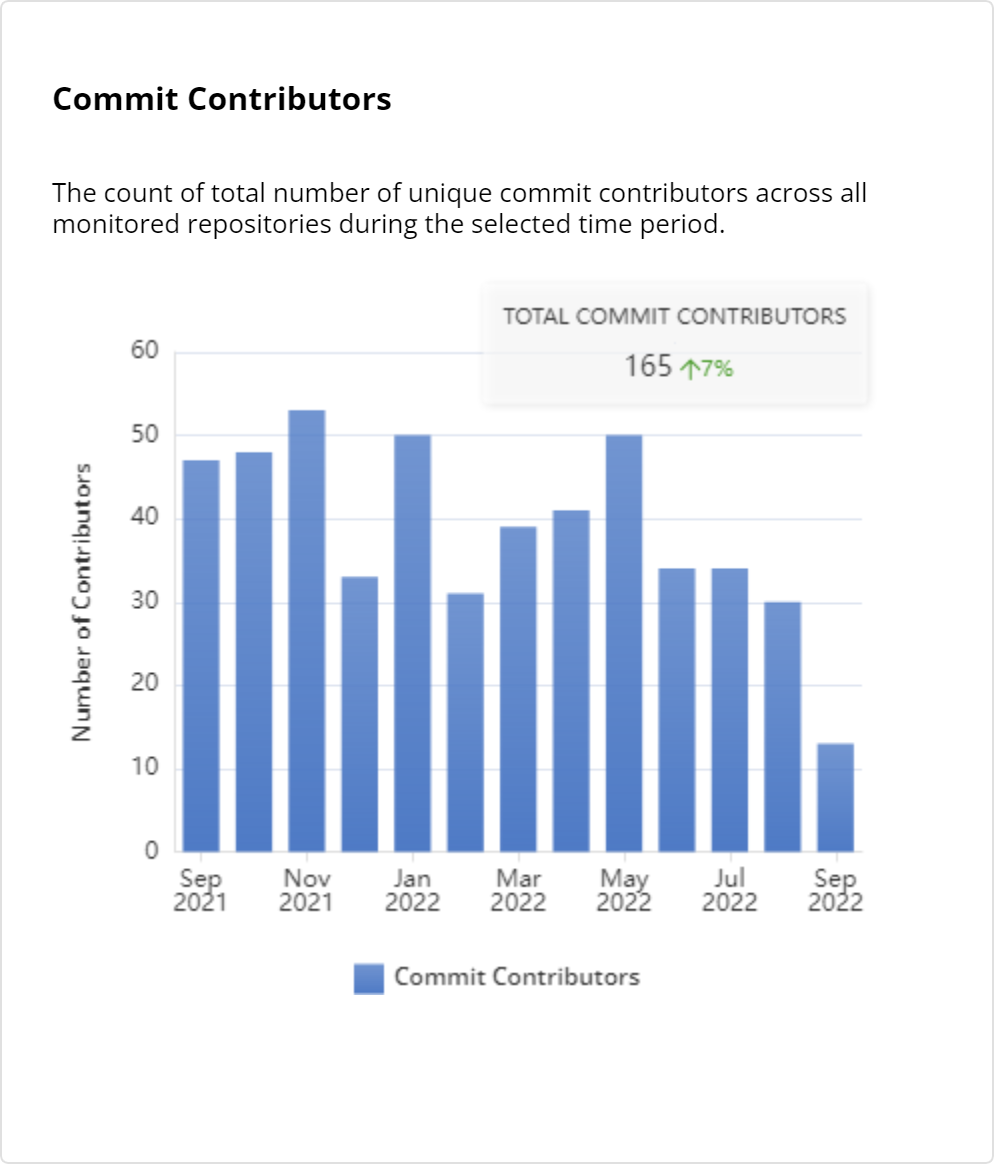 Commit Contributors
The count of total number of unique commit contributors across all
monitored repositories during the selected time period.
TOTAL COMMIT CONTRIBUTORS
165 ↑7%
Number of Contributors
60
50
40
30
20
10
0
Sep 2021
Nov 2021
Jan 2022
Mar 2022
May 2022
Jul 2022
Sep 2022
Commit Contributors